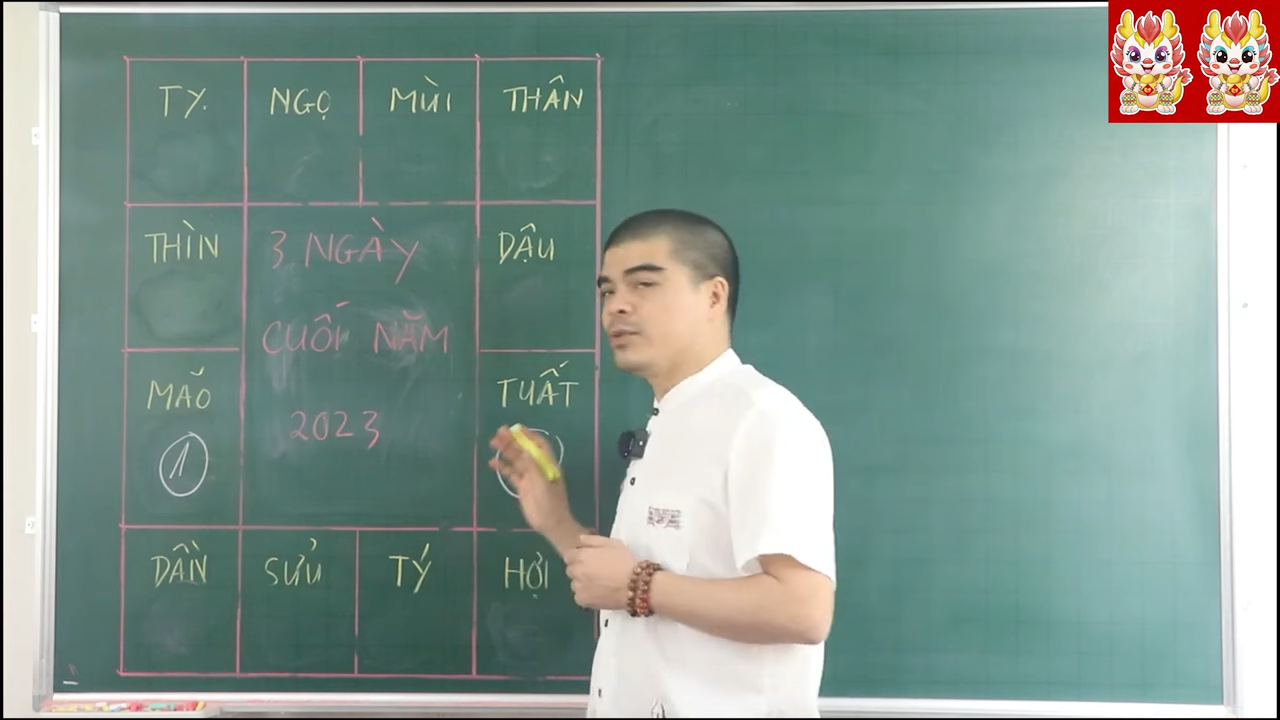 TỴ NGỌ MÙI THÂN
THÌN 3 NGÀY DẬU
CUỐI NĂM
MÃO 2023 TUẤT
1
DẦN SỬU TÝ HỢI